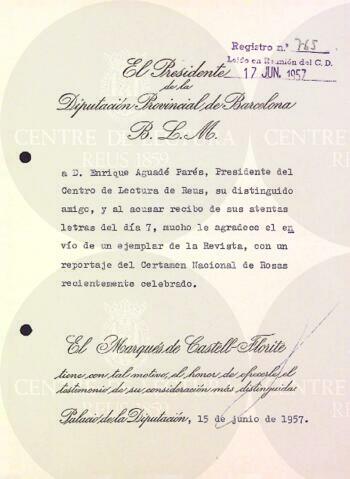 Registro n.º 765
Leído en Reunión del C. D.
17 JUN. 1957
El Presidente
de la
Diputación Provincial de Barcelona
B. L. M.
a D. Enrique Aguadé Parés, Presidente del
Centro de Lectura de Reus, su distinguido
amigo, y al acusar recibo de sus atentas
letras del día 7, mucho le agradece el en
vío de un ejemplar de la Revista, con un
reportaje del Certamen Nacional de Rosas
recientemente celebrado.
El Marqués de Castell-Florite
tiene con tal motivo, el honor de ofrecerle el
testimonio de su consideración más distinguida
Palacio de la Diputación, 15 de junio de 1957.
CENTRE DE LECTURA
REUS 1859